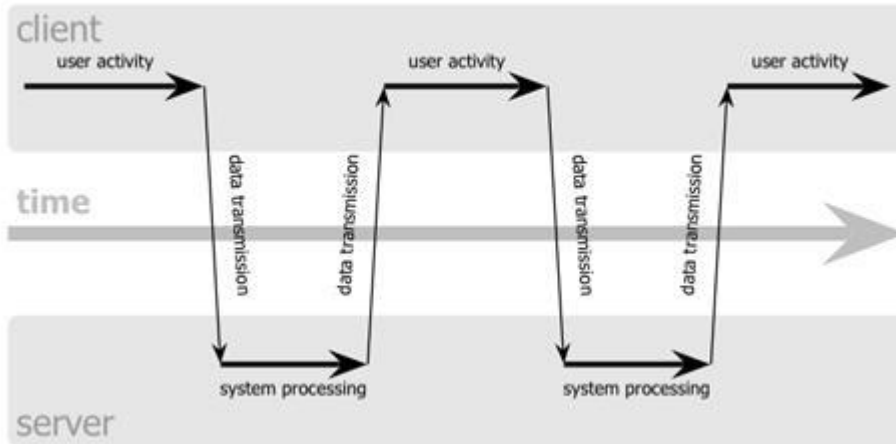 client
user activity
user activity
user activity
data transmission
data transmission
data transmission
data transmission
time
system processing
system processing
server